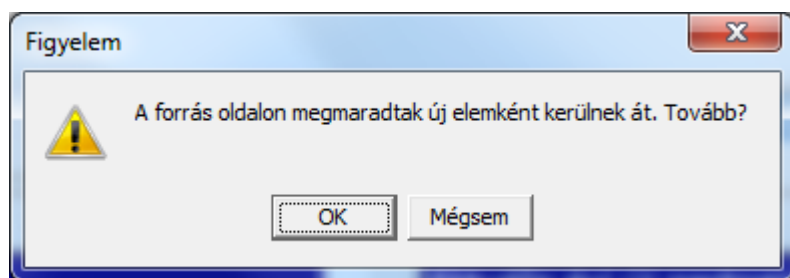 Figyelem
A forrás oldalon megmaradtak új elemként kerülnek át. Tovább?
OK
Mégsem